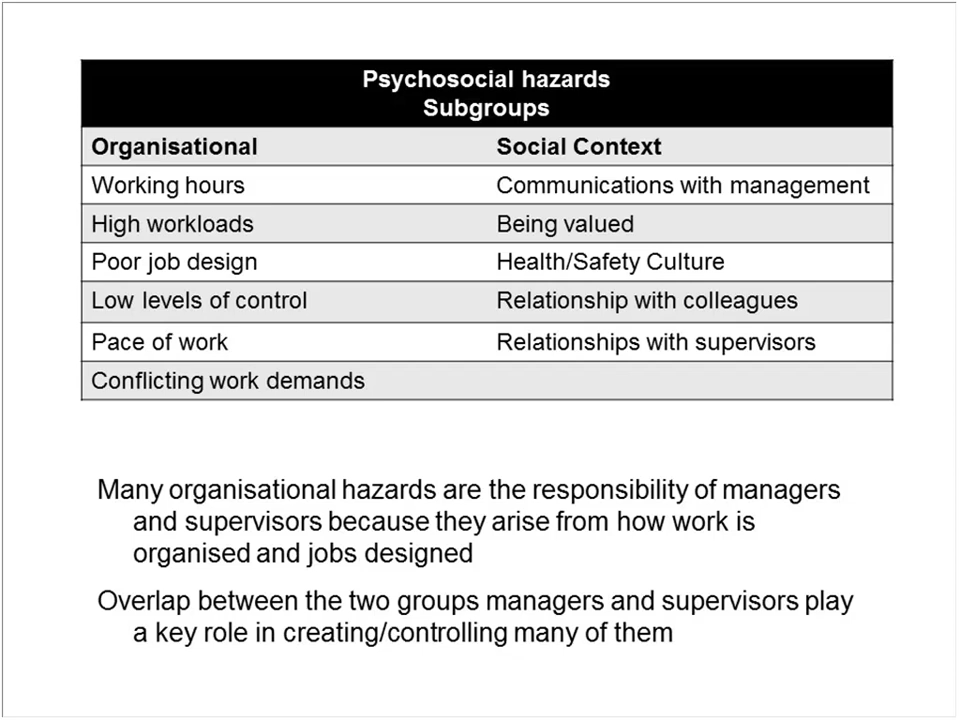 Psychosocial hazards
Subgroups
Organisational Social Context
Working hours Communications with management
High workloads Being valued
Poor job design Health/Safety Culture
Low levels of control Relationship with colleagues
Pace of work Relationships with supervisors
Conflicting work demands
Many organisational hazards are the responsibility of managers
and supervisors because they arise from how work is
organised and jobs designed
Overlap between the two groups managers and supervisors play
a key role in creating/controlling many of them